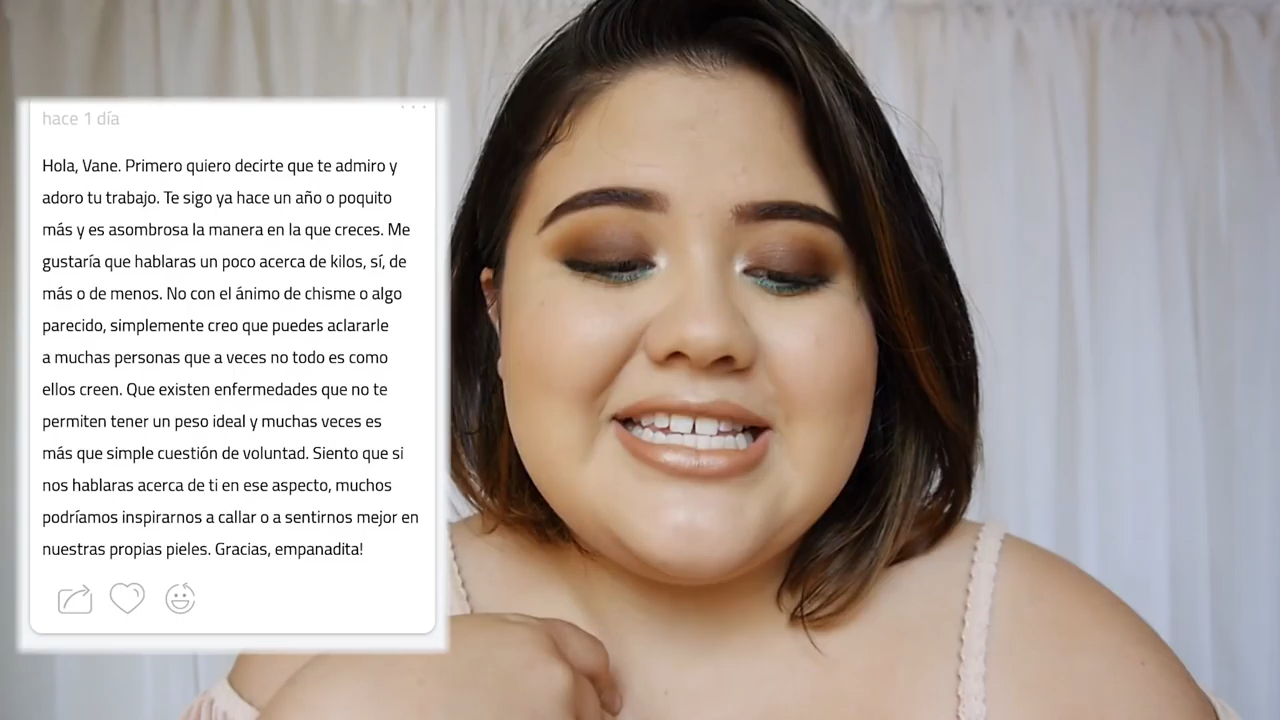 hace 1 día
Hola, Vane. Primero quiero decirte que te admiro y
adoro tu trabajo. Te sigo ya hace un año o poquito
más y es asombrosa la manera en la que creces. Me
gustaría que hablaras un poco acerca de kilos, sí, de
más o de menos. No con el ánimo de chisme o algo
parecido, simplemente creo que puedes aclararle
a muchas personas que a veces no todo es como
ellos creen. Que existen enfermedades que no te
permiten tener un peso ideal y muchas veces es
más que simple cuestión de voluntad. Siento que si
nos hablaras acerca de ti en ese aspecto, muchos
podríamos inspirarnos a callar o a sentirnos mejor en
nuestras propias pieles. Gracias, empanadita!